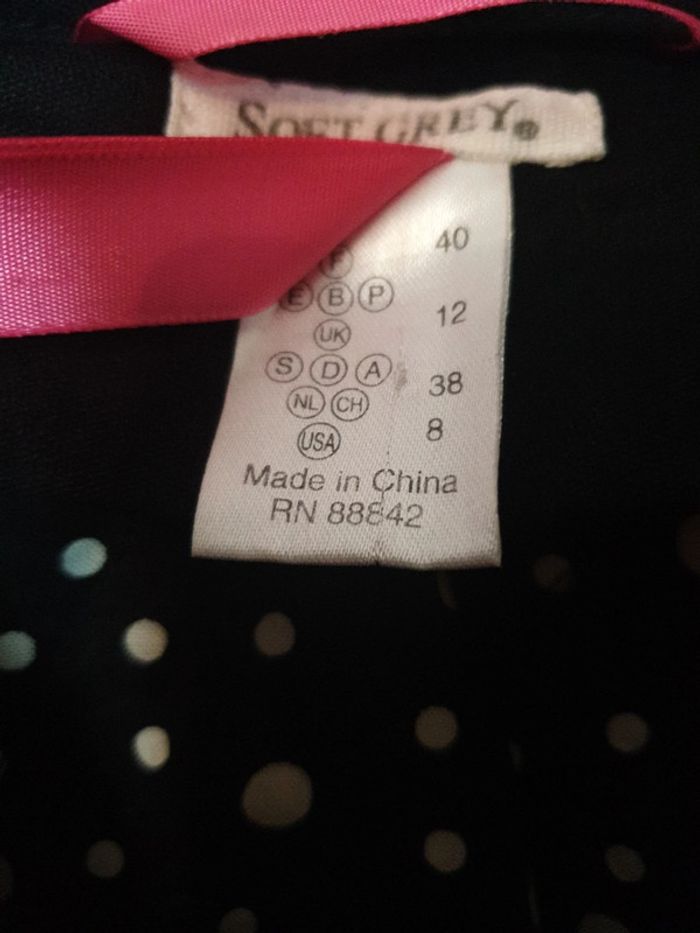 SOFT GREY®
F 40
E B P
UK 12
S D A
NL CH 38
USA 8
Made in China
RN 88842